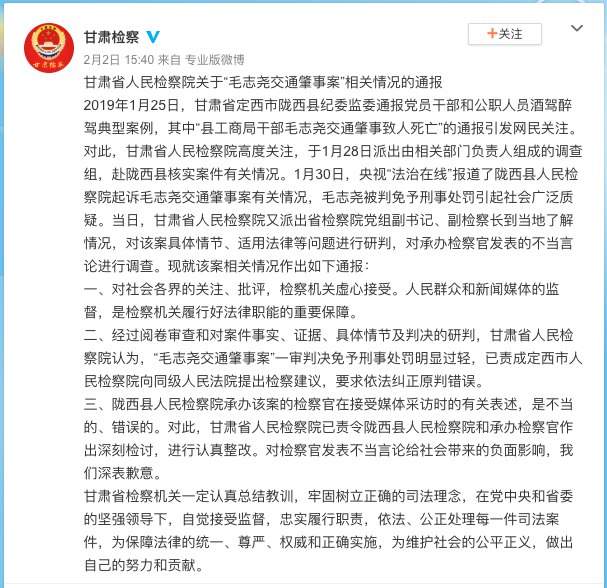 甘肃检察
+关注
2月2日 15:40 来自 专业版微博
甘肃省人民检察院关于“毛志尧交通肇事案”相关情况的通报
2019年1月25日，甘肃省定西市陇西县纪委监委通报党员干部和公职人员酒驾醉
驾典型案例，其中“县工商局干部毛志尧交通肇事致人死亡”的通报引发网民关注。
对此，甘肃省人民检察院高度关注，于1月28日派出由相关部门负责人组成的调查
组，赴陇西县核实案件有关情况。1月30日，央视“法治在线”报道了陇西县人民检
察院起诉毛志尧交通肇事案有关情况，毛志尧被判免予刑事处罚引起社会广泛质
疑。当日，甘肃省人民检察院又派出省检察院党组副书记、副检察长到当地了解
情况，对该案具体情节、适用法律等问题进行研判，对承办检察官发表的不当言
论进行调查。现就该案相关情况作出如下通报：
一、对社会各界的关注、批评，检察机关虚心接受。人民群众和新闻媒体的监
督，是检察机关履行好法律职能的重要保障。
二、经过阅卷审查和对案件事实、证据、具体情节及判决的研判，甘肃省人民检
察院认为，“毛志尧交通肇事案”一审判决免予刑事处罚明显过轻，已责成定西市人
民检察院向同级人民法院提出检察建议，要求依法纠正原判错误。
三、陇西县人民检察院承办该案的检察官在接受媒体采访时的有关表述，是不当
的、错误的。对此，甘肃省人民检察院已责令陇西县人民检察院和承办检察官作
出深刻检讨，进行认真整改。对检察官发表不当言论给社会带来的负面影响，我
们深表歉意。
甘肃省检察机关一定认真总结教训，牢固树立正确的司法理念，在党中央和省委
的坚强领导下，自觉接受监督，忠实履行职责，依法、公正处理每一件司法案
件，为保障法律的统一、尊严、权威和正确实施，为维护社会的公平正义，做出
自己的努力和贡献。